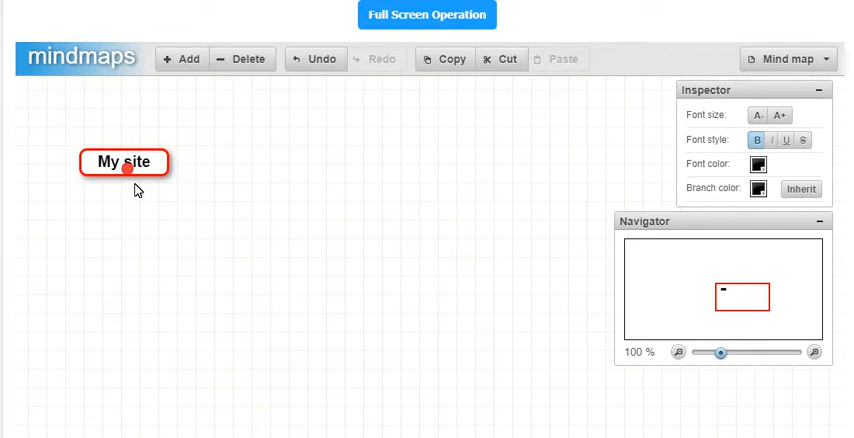 Full Screen Operation
mindmaps + Add − Delete Undo Redo Copy Cut Paste Mind map
Inspector
Font size: A- A+
My site
Font style: B I U S
Font color:
Branch color: Inherit
Navigator
100 %